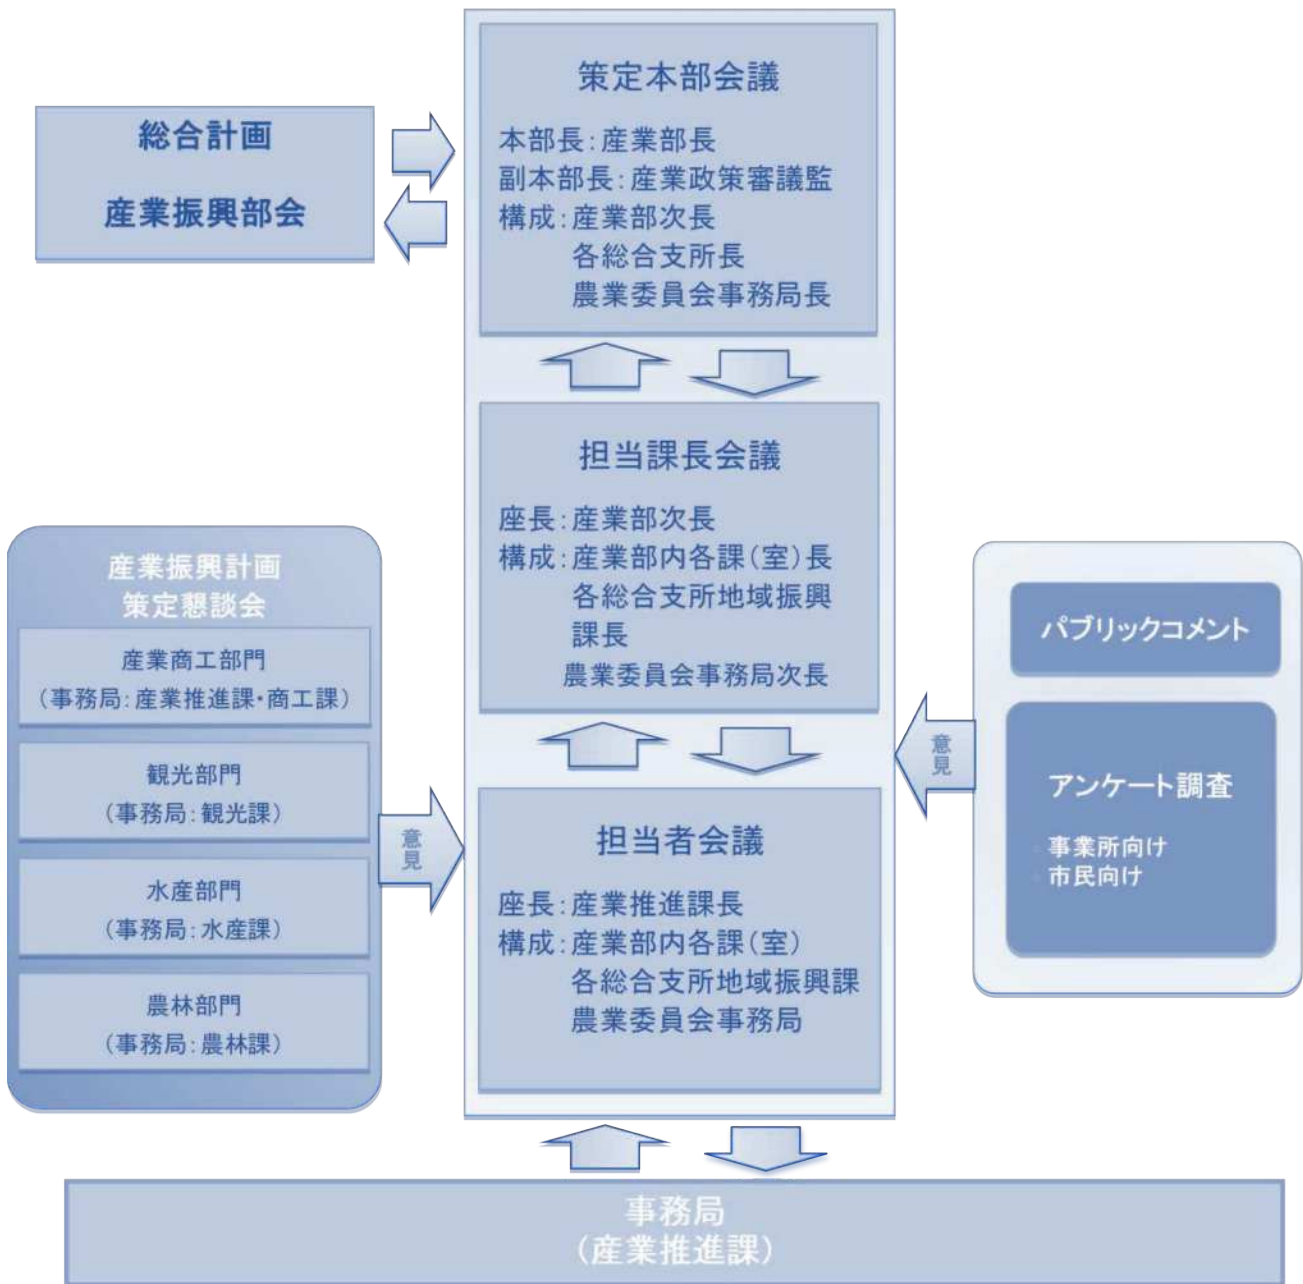 策定本部会議
本部長：産業部長
副本部長：産業政策審議監
構成：産業部次長
各総合支所長
農業委員会事務局長
総合計画
産業振興部会
担当課長会議
座長：産業部次長
構成：産業部内各課（室）長
各総合支所地域振興
課長
農業委員会事務局次長
産業振興計画
策定懇談会
産業商工部門
（事務局：産業推進課・商工課）
観光部門
（事務局：観光課）
水産部門
（事務局：水産課）
農林部門
（事務局：農林課）
意見
担当者会議
座長：産業推進課長
構成：産業部内各課（室）
各総合支所地域振興課
農業委員会事務局
意見
パブリックコメント
アンケート調査
事業所向け
市民向け
事務局
（産業推進課）